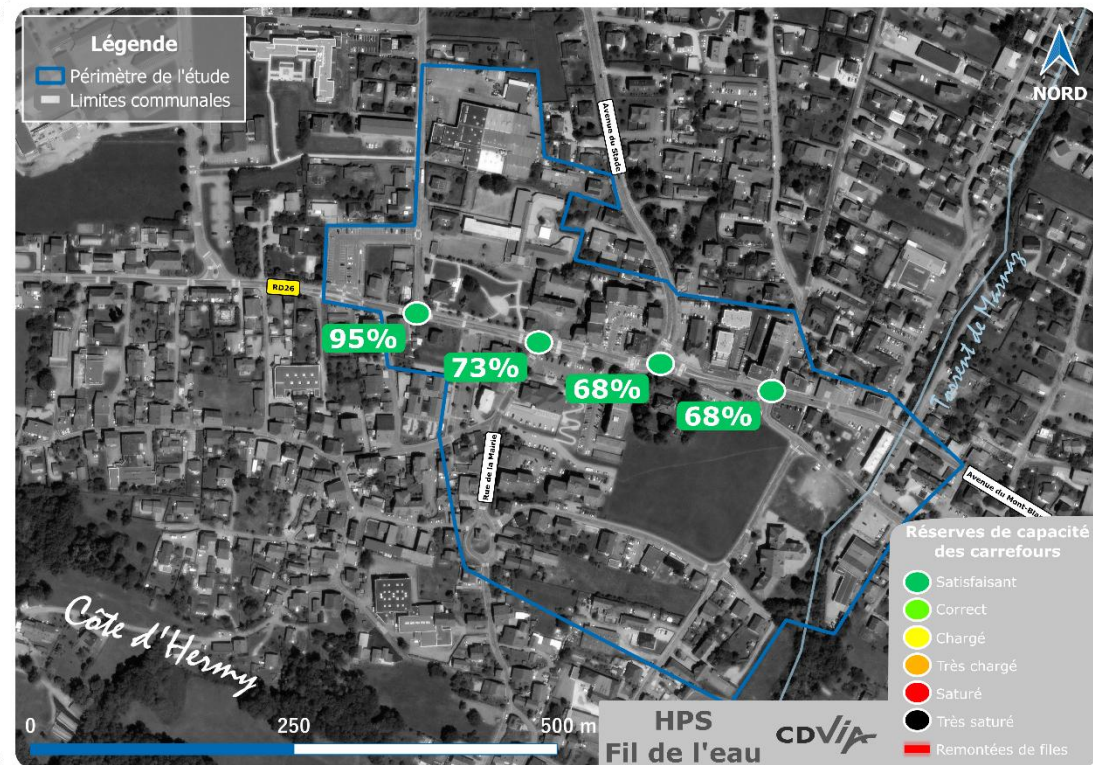 Légende
Périmètre de l'étude
Limites communales
NORD
Avenue du Stade
RD26
95%
73%
68%
68%
Torrent de Marnaz
Rue de la Mairie
Avenue du Mont-Bla
Réserves de capacité
des carrefours
Satisfaisant
Correct
Chargé
Très chargé
Saturé
Très saturé
Remontées de files
Côte d'Hermy
0 250 500 m
HPS
Fil de l'eau
CDVIA